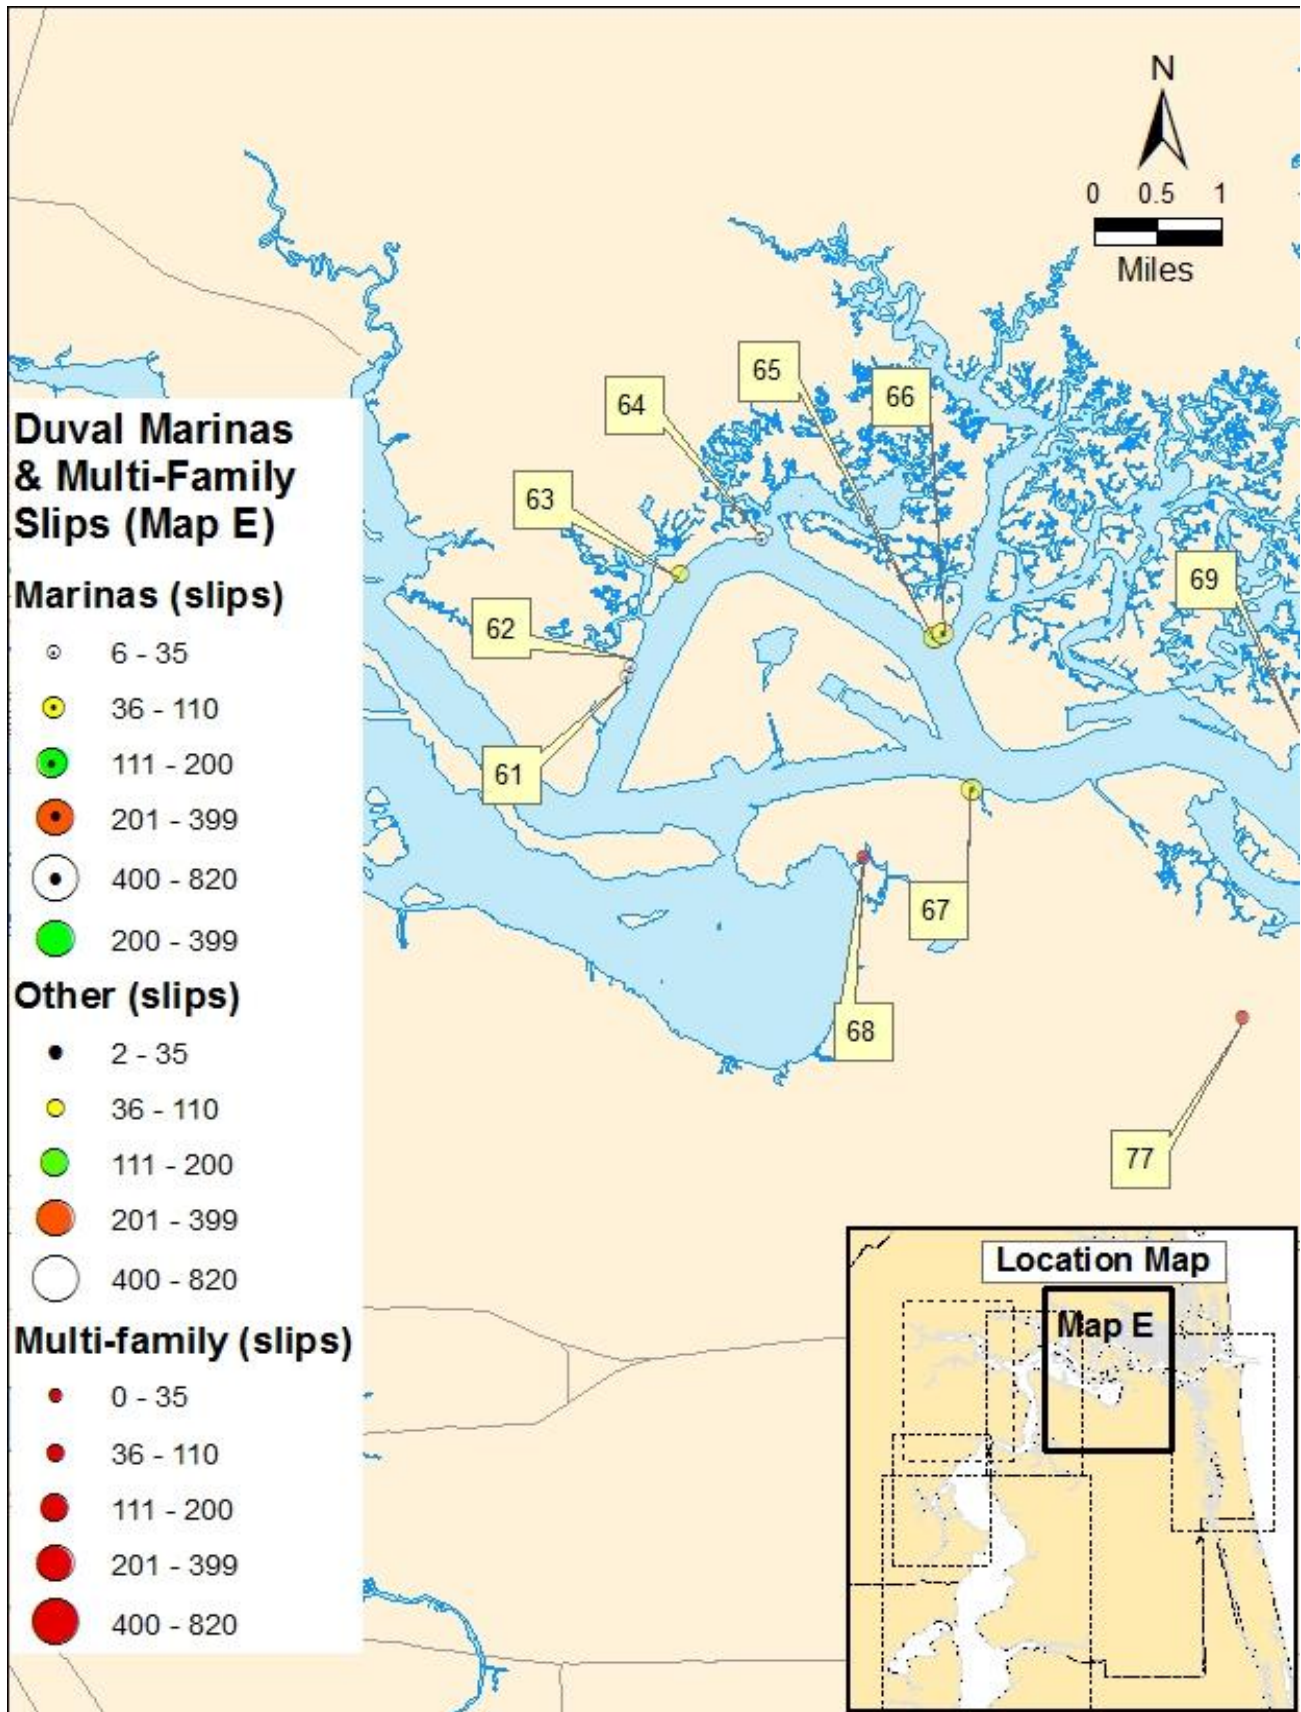 N
0 0.5 1
Miles
65
66
64
63
69
62
61
67
68
77
Duval Marinas
& Multi-Family
Slips (Map E)
Marinas (slips)
6 - 35
36 - 110
111 - 200
201 - 399
400 - 820
200 - 399
Other (slips)
2 - 35
36 - 110
111 - 200
201 - 399
400 - 820
Multi-family (slips)
0 - 35
36 - 110
111 - 200
201 - 399
400 - 820
Location Map
Map E